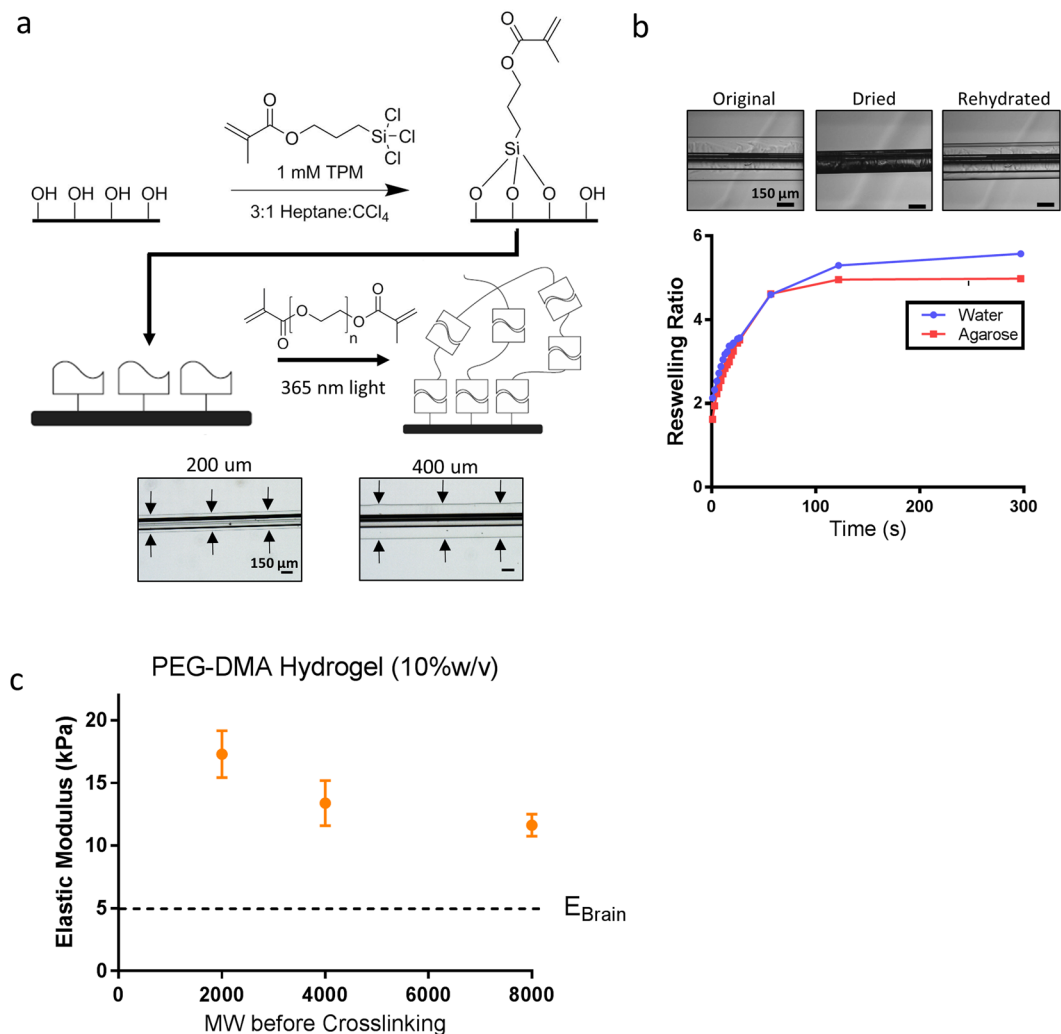 a
O
O
Si
Cl
Cl
Cl
1 mM TPM
3:1 Heptane:CCl4
OH
OH
OH
OH
O
O
Si
O
O
O
OH
O
O
O
O
n
365 nm light
200 um
400 um
150 µm
b
Original
Dried
Rehydrated
150 µm
6
4
2
0
Reswelling Ratio
Water
Agarose
0
100
200
300
Time (s)
c
PEG-DMA Hydrogel (10%w/v)
20
15
10
5
0
Elastic Modulus (kPa)
EBrain
0
2000
4000
6000
8000
MW before Crosslinking